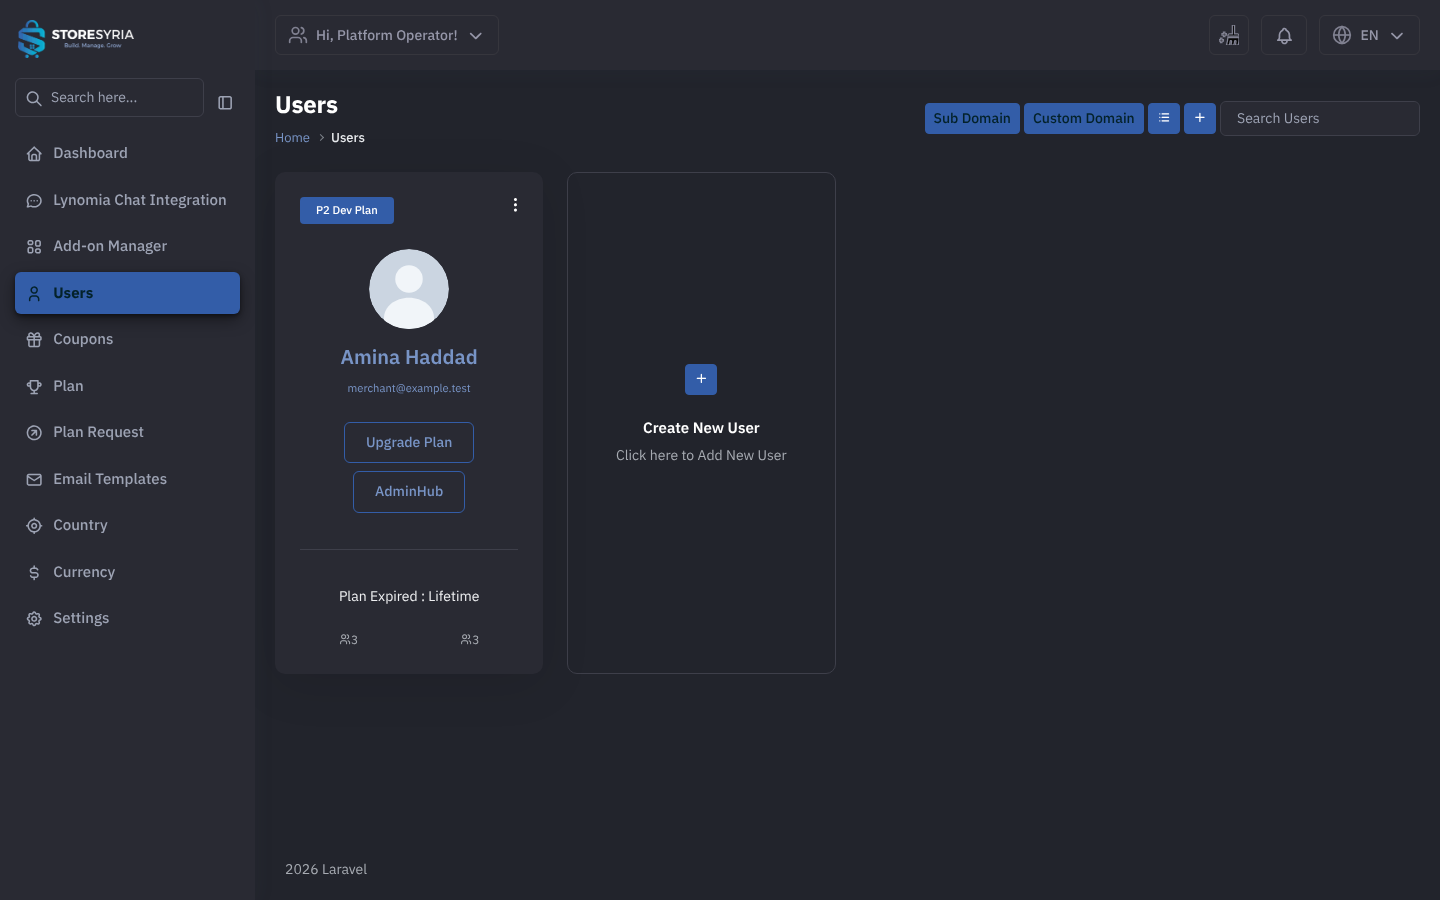 STORESYRIA
Build. Manage. Grow
Hi, Platform Operator!
EN
Search here...
Dashboard
Lynomia Chat Integration
Add-on Manager
Users
Coupons
Plan
Plan Request
Email Templates
Country
Currency
Settings
Users
Home > Users
Sub Domain
Custom Domain
Search Users
P2 Dev Plan
Amina Haddad
merchant@example.test
Upgrade Plan
AdminHub
Plan Expired : Lifetime
3 3
Create New User
Click here to Add New User
2026 Laravel